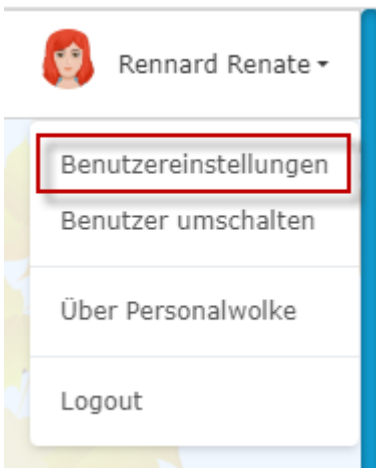 Rennard Renate
Benutzereinstellungen
Benutzer umschalten
Über Personalwolke
Logout